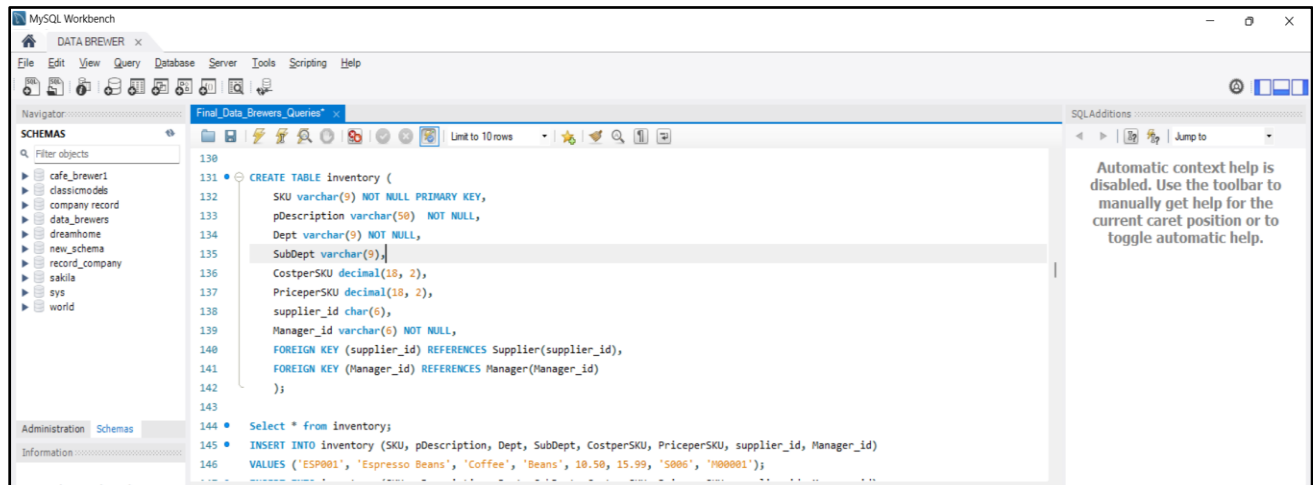 MySQL Workbench
DATA BREWER
File Edit View Query Database Server Tools Scripting Help
Navigator
SCHEMAS
Filter objects
cafe_brewer1
classicmodels
company record
data_brewers
dreamhome
new_schema
record_company
sakila
sys
world
Administration Schemas
Information
Final_Data_Brewers_Queries*
Limit to 10 rows
130
131 CREATE TABLE inventory (
132 SKU varchar(9) NOT NULL PRIMARY KEY,
133 pDescription varchar(50) NOT NULL,
134 Dept varchar(9) NOT NULL,
135 SubDept varchar(9),
136 CostperSKU decimal(18, 2),
137 PriceperSKU decimal(18, 2),
138 supplier_id char(6),
139 Manager_id varchar(6) NOT NULL,
140 FOREIGN KEY (supplier_id) REFERENCES Supplier(supplier_id),
141 FOREIGN KEY (Manager_id) REFERENCES Manager(Manager_id)
142 );
143
144 Select * from inventory;
145 INSERT INTO inventory (SKU, pDescription, Dept, SubDept, CostperSKU, PriceperSKU, supplier_id, Manager_id)
146 VALUES ('ESP001', 'Espresso Beans', 'Coffee', 'Beans', 10.50, 15.99, 'S006', 'M00001');
SQLAdditions
Jump to
Automatic context help is
disabled. Use the toolbar to
manually get help for the
current caret position or to
toggle automatic help.